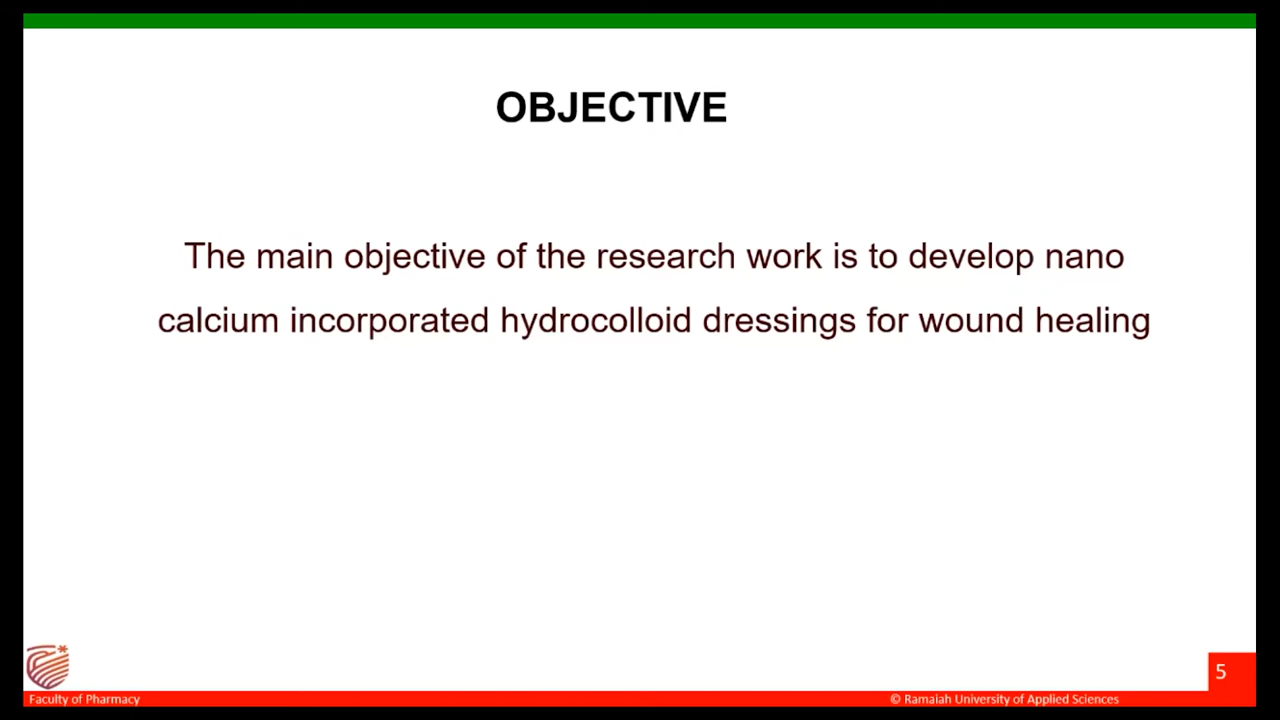 OBJECTIVE
The main objective of the research work is to develop nano
calcium incorporated hydrocolloid dressings for wound healing
5
Faculty of Pharmacy
© Ramaiah University of Applied Sciences